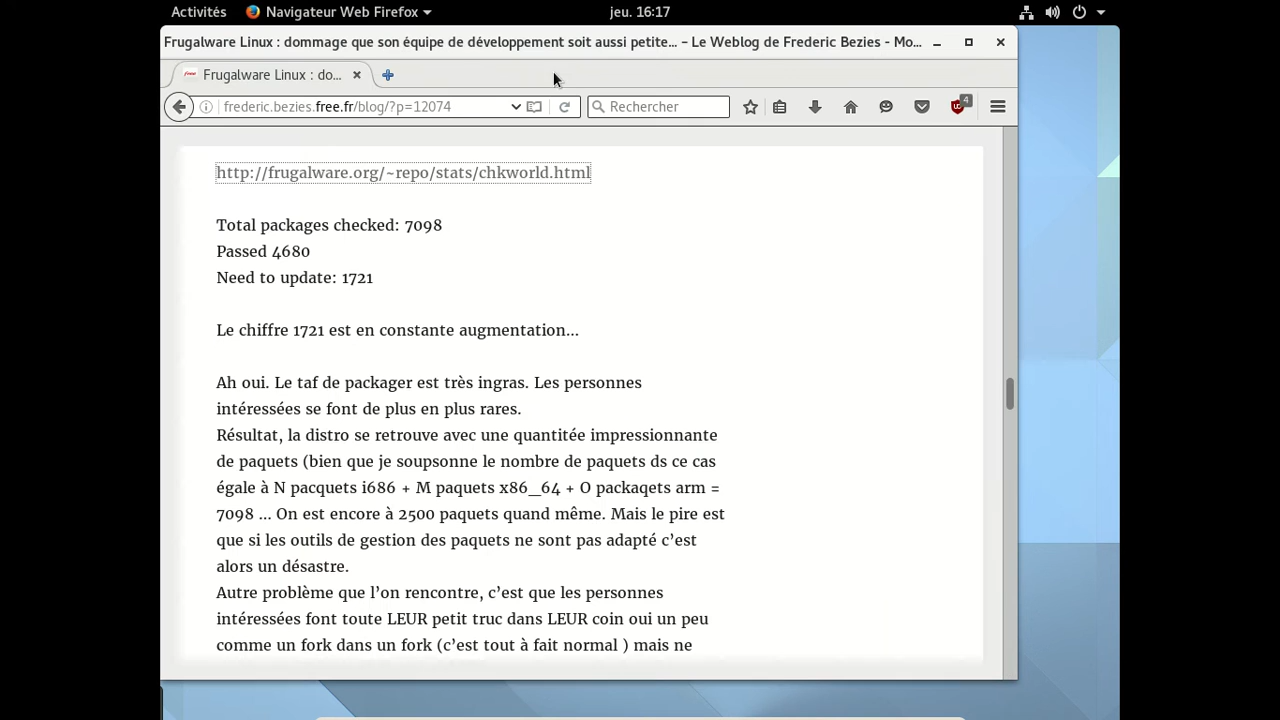 Activités
Navigateur Web Firefox
jeu. 16:17
Frugalware Linux : dommage que son équipe de développement soit aussi petite... – Le Weblog de Frederic Bezies - Mo...
Frugalware Linux : do...
frederic.bezies.free.fr/blog/?p=12074
Rechercher
4
http://frugalware.org/~repo/stats/chkworld.html
Total packages checked: 7098
Passed 4680
Need to update: 1721
Le chiffre 1721 est en constante augmentation…
Ah oui. Le taf de packager est très ingras. Les personnes
intéressées se font de plus en plus rares.
Résultat, la distro se retrouve avec une quantitée impressionnante
de paquets (bien que je soupsonne le nombre de paquets ds ce cas
égale à N pacquets i686 + M paquets x86_64 + O packaqets arm =
7098 … On est encore à 2500 paquets quand même. Mais le pire est
que si les outils de gestion des paquets ne sont pas adapté c’est
alors un désastre.
Autre problème que l’on rencontre, c’est que les personnes
intéressées font toute LEUR petit truc dans LEUR coin oui un peu
comme un fork dans un fork (c’est tout à fait normal ) mais ne